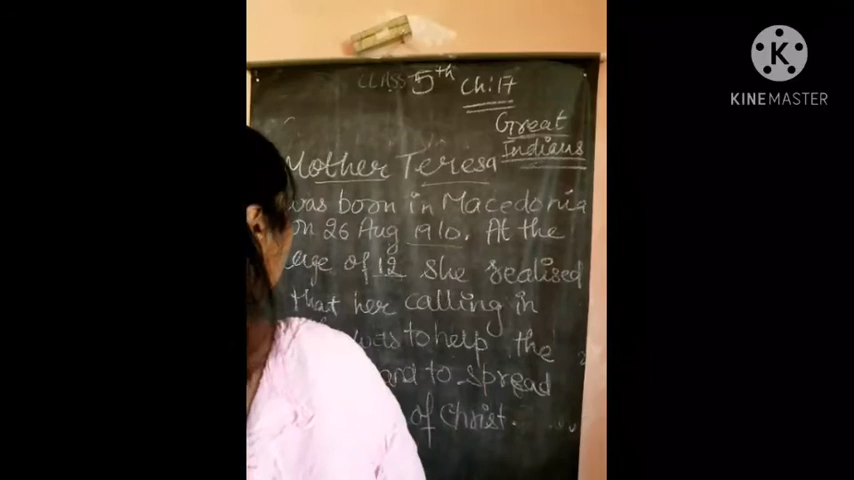 CLASS 5th Ch:17
Great
Indians
Mother Teresa
was born in Macedonia
on 26 Aug 1910. At the
age of 12 she realised
that her calling in
was to help the
and to spread
of Christ.
K
KINEMASTER